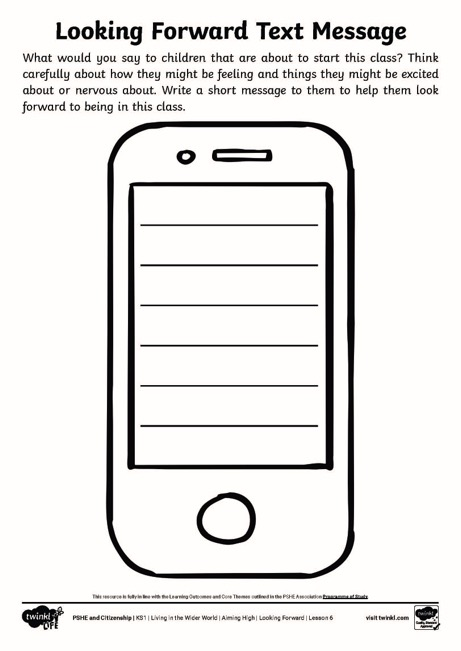 Looking Forward Text Message
What would you say to children that are about to start this class? Think
carefully about how they might be feeling and things they might be excited
about or nervous about. Write a short message to them to help them look
forward to being in this class.
This resource is fully in line with the Learning Outcomes and Core Themes outlined in the PSHE Association Programme of Study.
twinkl
LIFE
PSHE and Citizenship | KS1 | Living in the Wider World | Aiming High | Looking Forward | Lesson 6
visit twinkl.com
twinkl